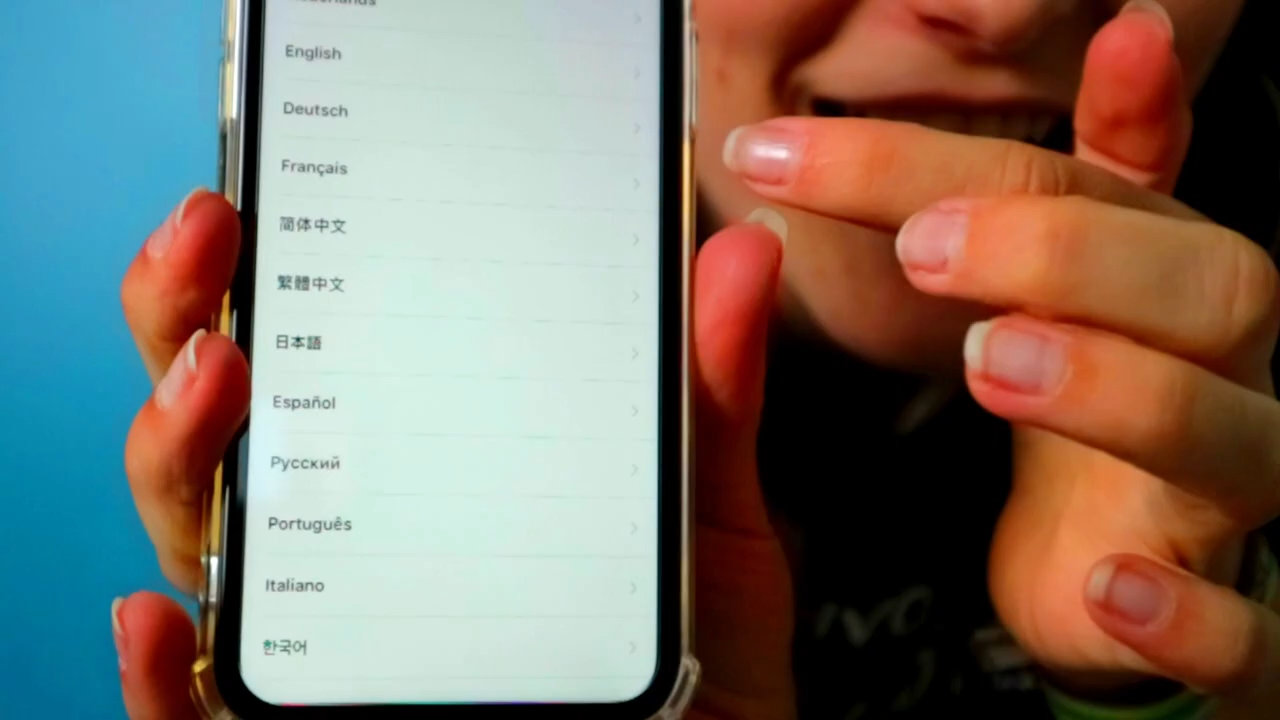 English
Deutsch
Français
简体中文
繁體中文
日本語
Español
Русский
Português
Italiano
한국어